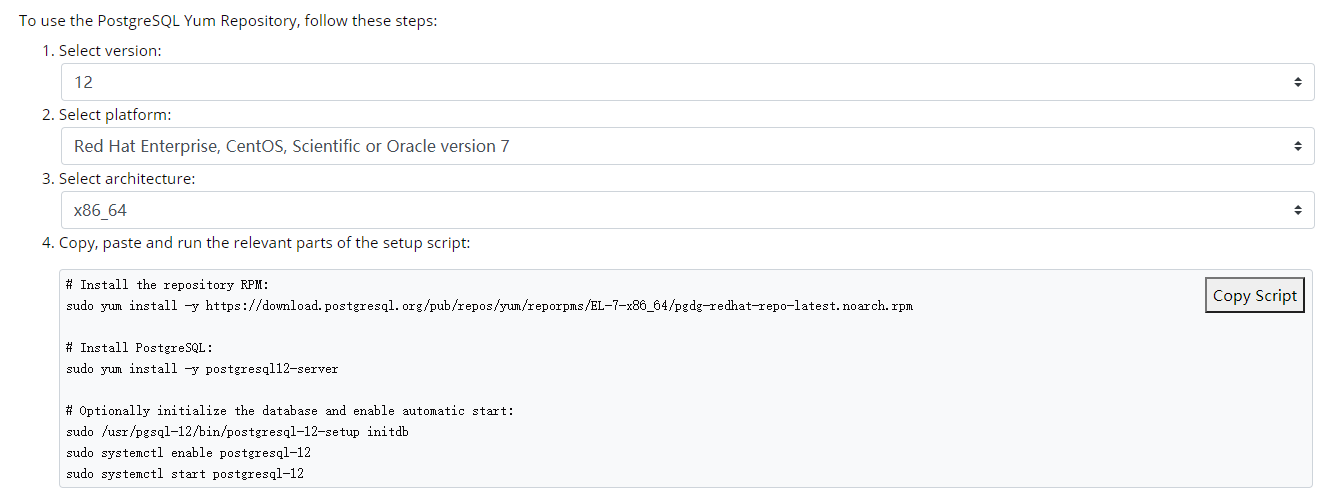 To use the PostgreSQL Yum Repository, follow these steps:
1. Select version:
12
2. Select platform:
Red Hat Enterprise, CentOS, Scientific or Oracle version 7
3. Select architecture:
x86_64
4. Copy, paste and run the relevant parts of the setup script:
# Install the repository RPM:
Copy Script
sudo yum install -y https://download.postgresql.org/pub/repos/yum/reporpms/EL-7-x86_64/pgdg-redhat-repo-latest.noarch.rpm
# Install PostgreSQL:
sudo yum install -y postgresql12-server
# Optionally initialize the database and enable automatic start:
sudo /usr/pgsql-12/bin/postgresql-12-setup initdb
sudo systemctl enable postgresql-12
sudo systemctl start postgresql-12